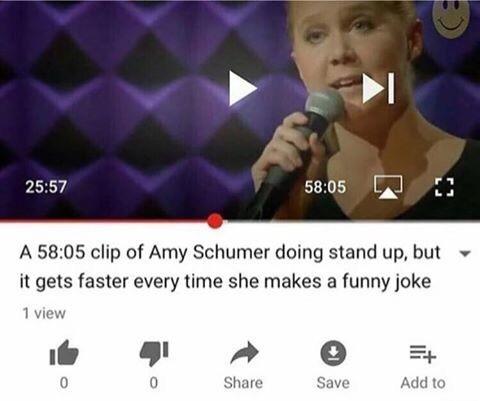 25:57
58:05
A 58:05 clip of Amy Schumer doing stand up, but
it gets faster every time she makes a funny joke
1 view
0
0
Share
Save
Add to